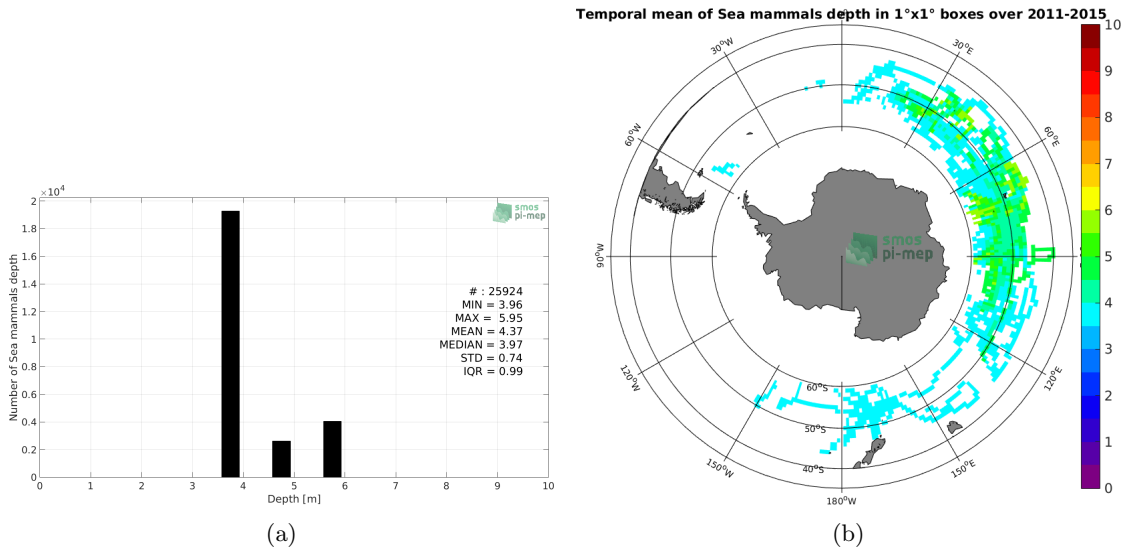 Temporal mean of Sea mammals depth in 1°x1° boxes over 2011-2015
×10⁴
2
1.8
1.6
1.4
1.2
1
0.8
0.6
0.4
0.2
0
Number of Sea mammals depth
0 1 2 3 4 5 6 7 8 9 10
Depth [m]
smos
pi-mep
# : 25924
MIN = 3.96
MAX = 5.95
MEAN = 4.37
MEDIAN = 3.97
STD = 0.74
IQR = 0.99
(a)
30°W
30°E
60°W
60°E
90°W
120°W
120°E
150°W
150°E
180°W
60°S
50°S
40°S
smos
pi-mep
10
9
8
7
6
5
4
3
2
1
0
(b)